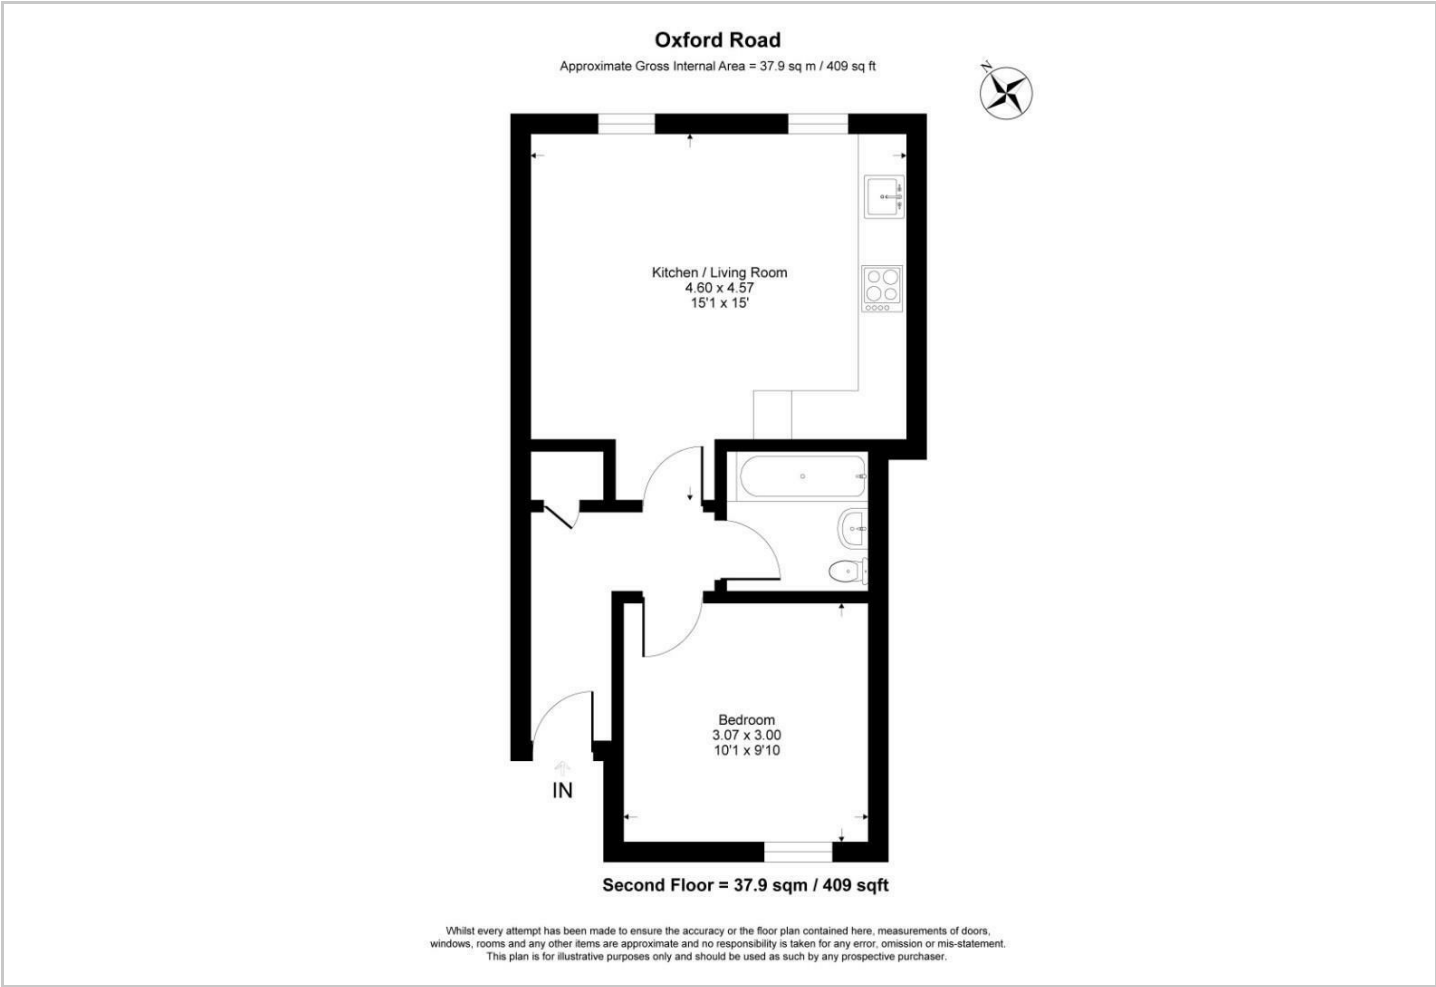 Oxford Road
Approximate Gross Internal Area = 37.9 sq m / 409 sq ft
N
Kitchen / Living Room
4.60 x 4.57
15'1 x 15'
Bedroom
3.07 x 3.00
10'1 x 9'10
IN
Second Floor = 37.9 sqm / 409 sqft
Whilst every attempt has been made to ensure the accuracy or the floor plan contained here, measurements of doors,
windows, rooms and any other items are approximate and no responsibility is taken for any error, omission or mis-statement.
This plan is for illustrative purposes only and should be used as such by any prospective purchaser.